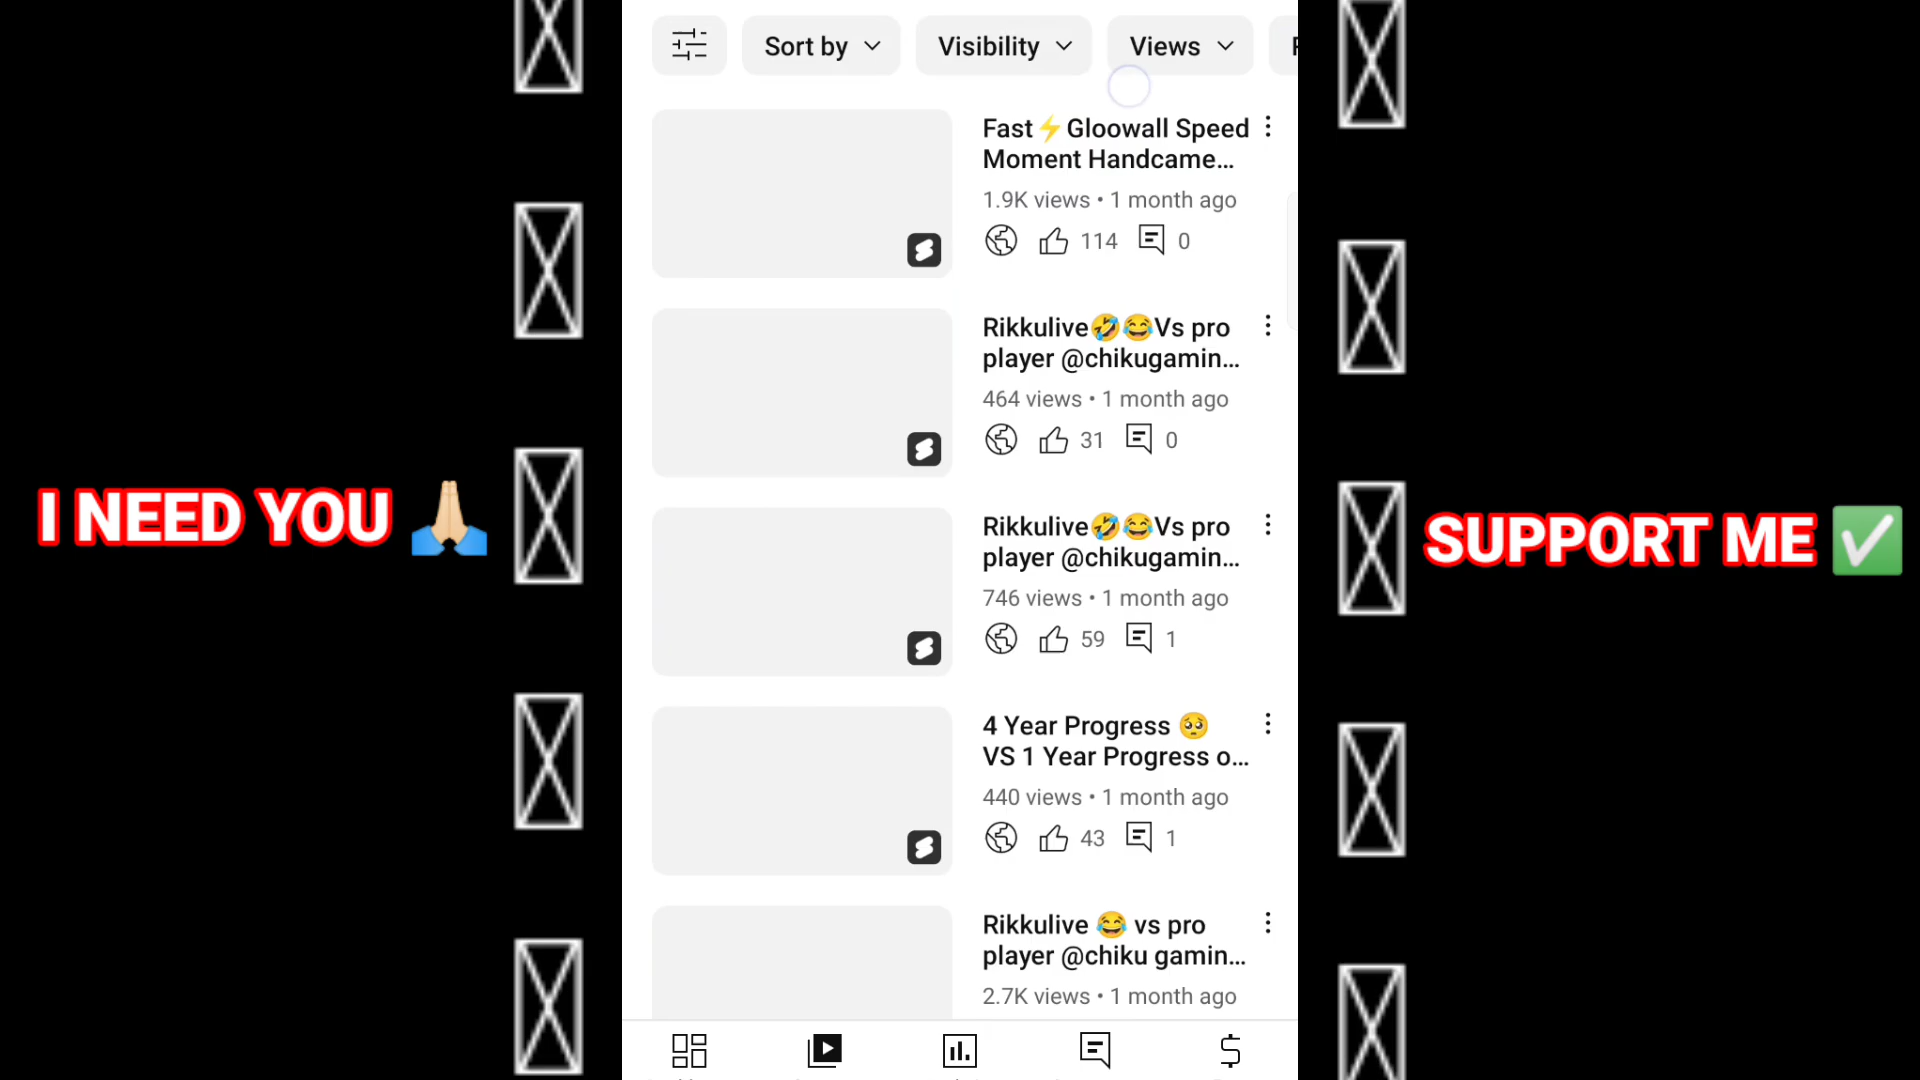 Sort by
Visibility
Views
Fast⚡Gloowall Speed
Moment Handcame...
1.9K views • 1 month ago
114
0
Rikkulive🤣😂Vs pro
player @chikugamin...
464 views • 1 month ago
31
0
Rikkulive🤣😂Vs pro
player @chikugamin...
746 views • 1 month ago
59
1
4 Year Progress 🥺
VS 1 Year Progress o...
440 views • 1 month ago
43
1
Rikkulive 😂 vs pro
player @chiku gamin...
2.7K views • 1 month ago
I NEED YOU 🙏🏻
SUPPORT ME ✅